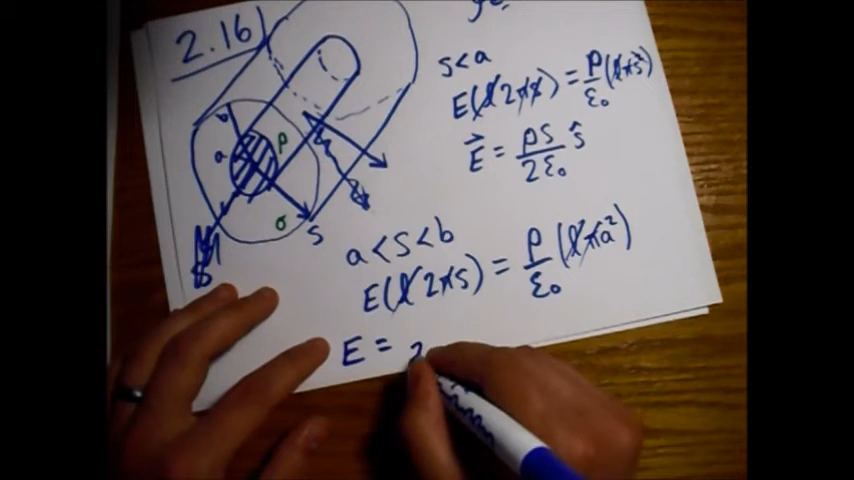 2.16)
s<a
E(l2πs) = ρ/ε₀ (lπs²)
E⃗ = ρs/2ε₀ ŝ
b
a
ρ
σ
s
a<s<b
E(l2πs) = ρ/ε₀ (lπa²)
E =